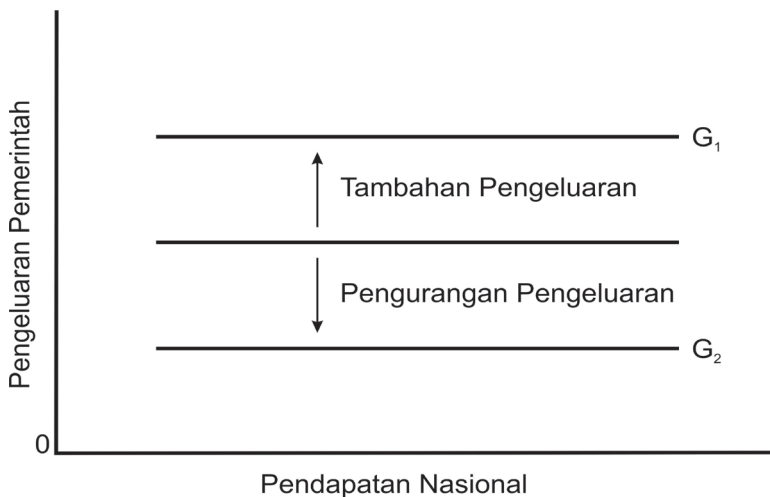 Pengeluaran Pemerintah
G₁
Tambahan Pengeluaran
Pengurangan Pengeluaran
G₂
0
Pendapatan Nasional